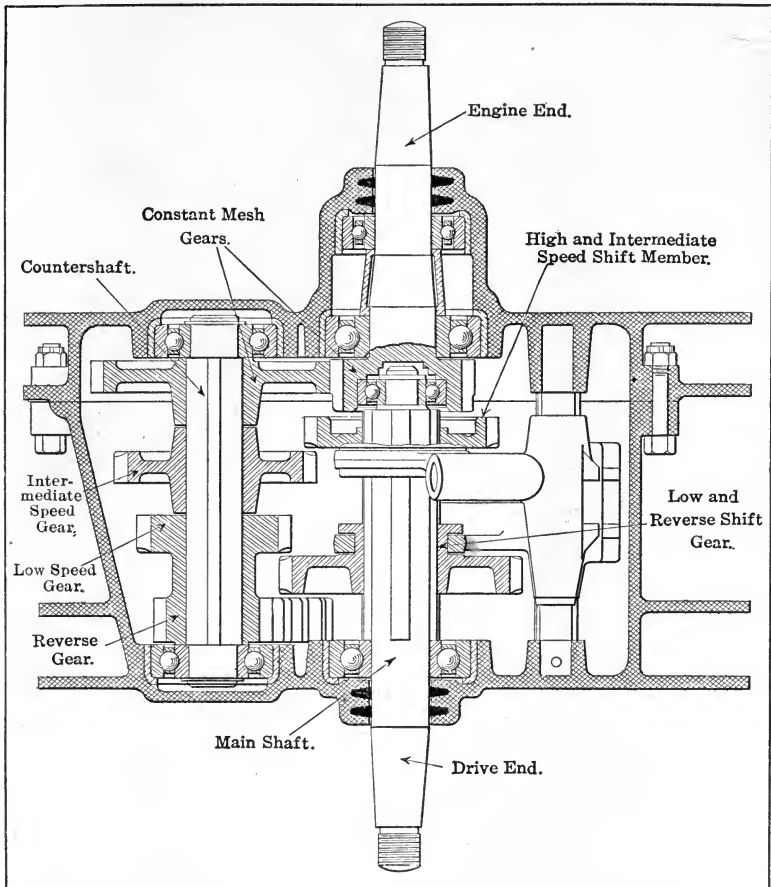 Engine End.
Constant Mesh
Gears.
High and Intermediate
Speed Shift Member.
Countershaft.
Inter-
mediate
Speed
Gear.
Low and
Reverse Shift
Gear.
Low Speed
Gear.
Reverse
Gear.
Main Shaft.
Drive End.